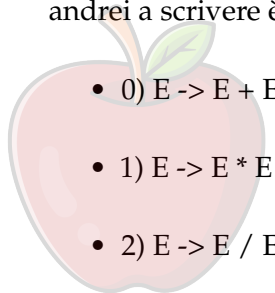 andrei a scrivere è
• 0) E -> E + E
• 1) E -> E * E
• 2) E -> E / E